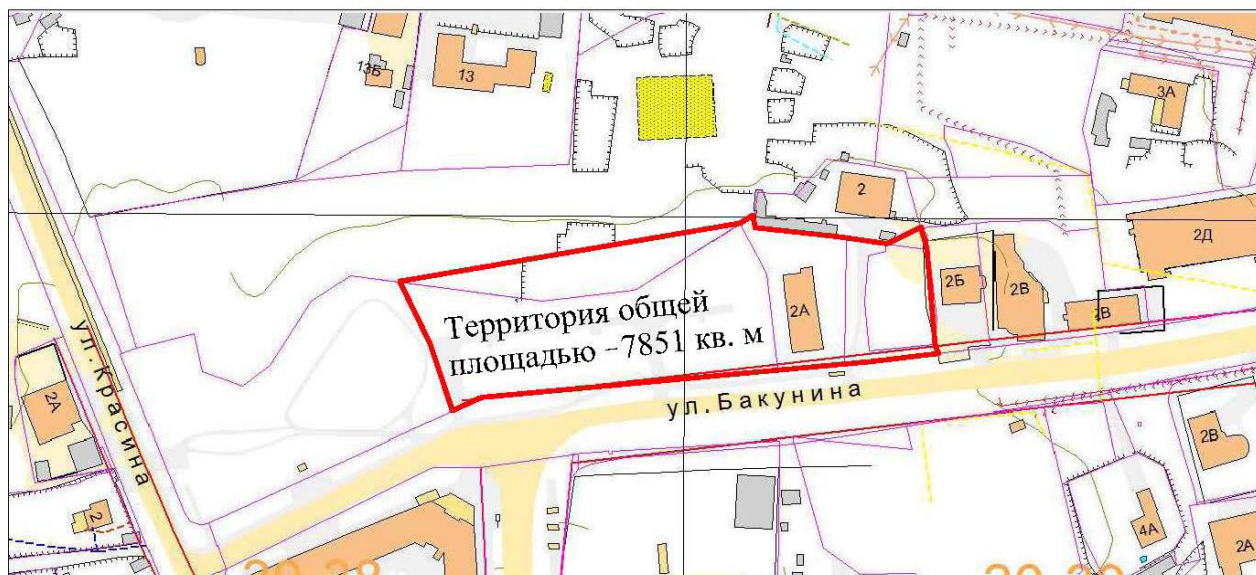 13Б
13
3А
2
2Д
2Б
2В
2А
2В
Территория общей
площадью -7851 кв. м
ул. Красина
ул. Бакунина
2А
2В
2
4А
2А